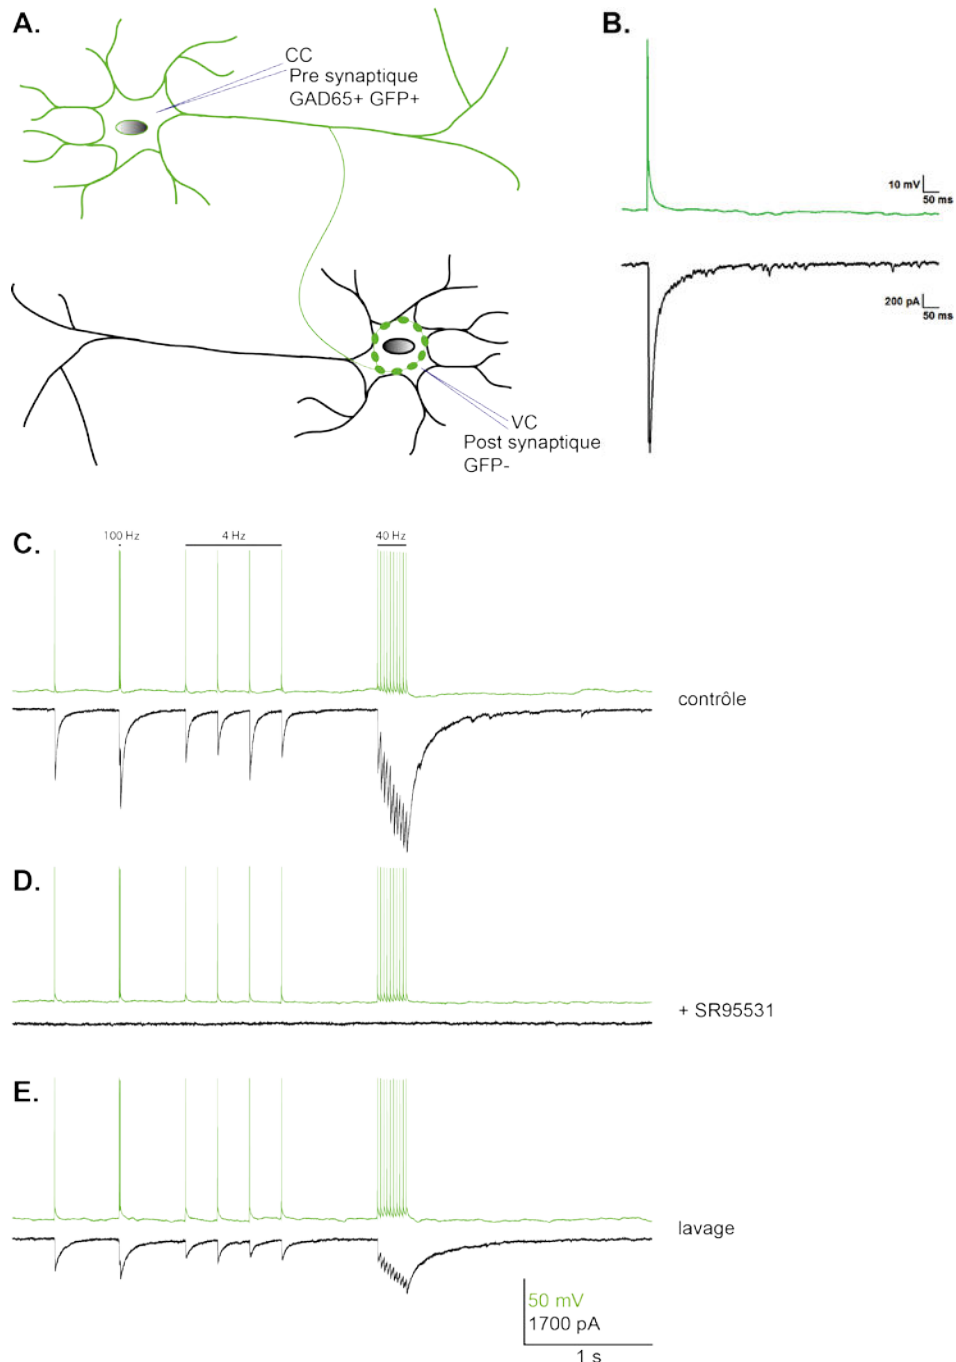 A.
CC
Pre synaptique
GAD65+ GFP+
VC
Post synaptique
GFP-
B.
10 mV
50 ms
200 pA
50 ms
C.
100 Hz
4 Hz
40 Hz
contrôle
D.
+ SR95531
E.
lavage
50 mV
1700 pA
1 s